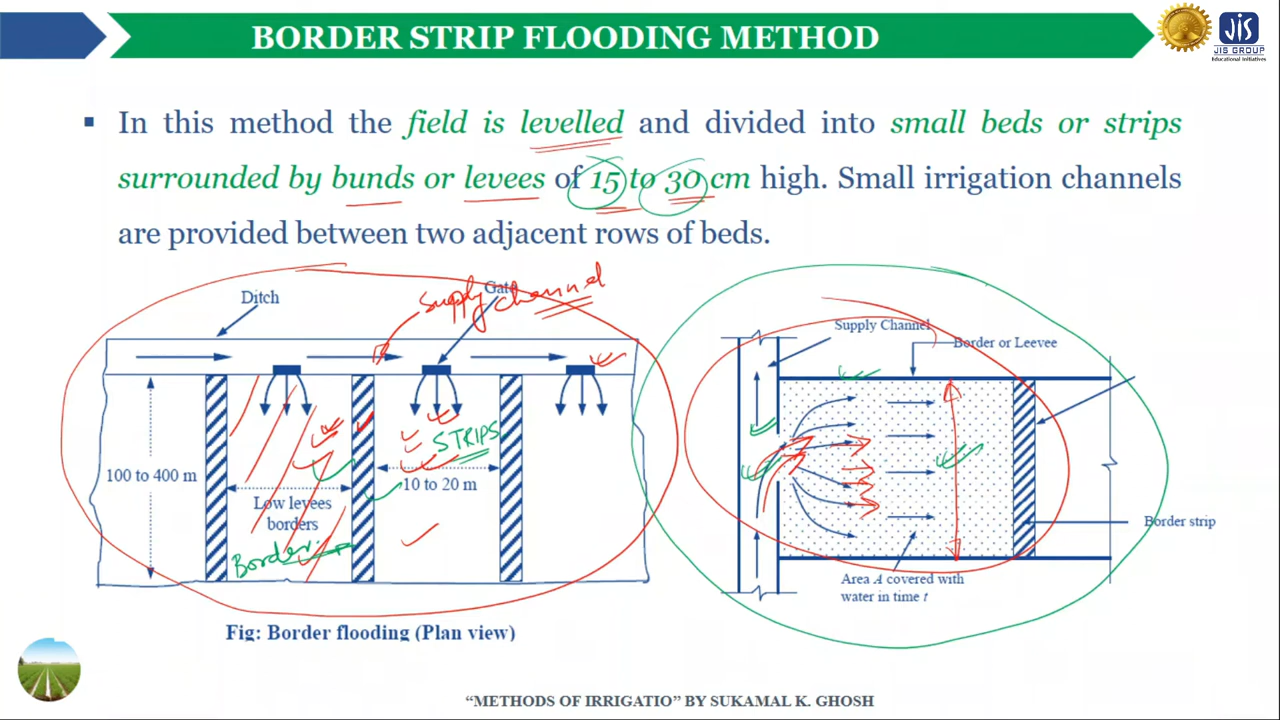 BORDER STRIP FLOODING METHOD
JIS
JIS GROUP
Educational Initiatives
▪ In this method the field is levelled and divided into small beds or strips
surrounded by bunds or levees of 15 to 30 cm high. Small irrigation channels
are provided between two adjacent rows of beds.
Ditch
Gate
Supply channel
100 to 400 m
STRIPS
10 to 20 m
Low levees
borders
Border
Fig: Border flooding (Plan view)
Supply Channel
Border or Leevee
Border strip
Area A covered with
water in time t
“METHODS OF IRRIGATIO” BY SUKAMAL K. GHOSH